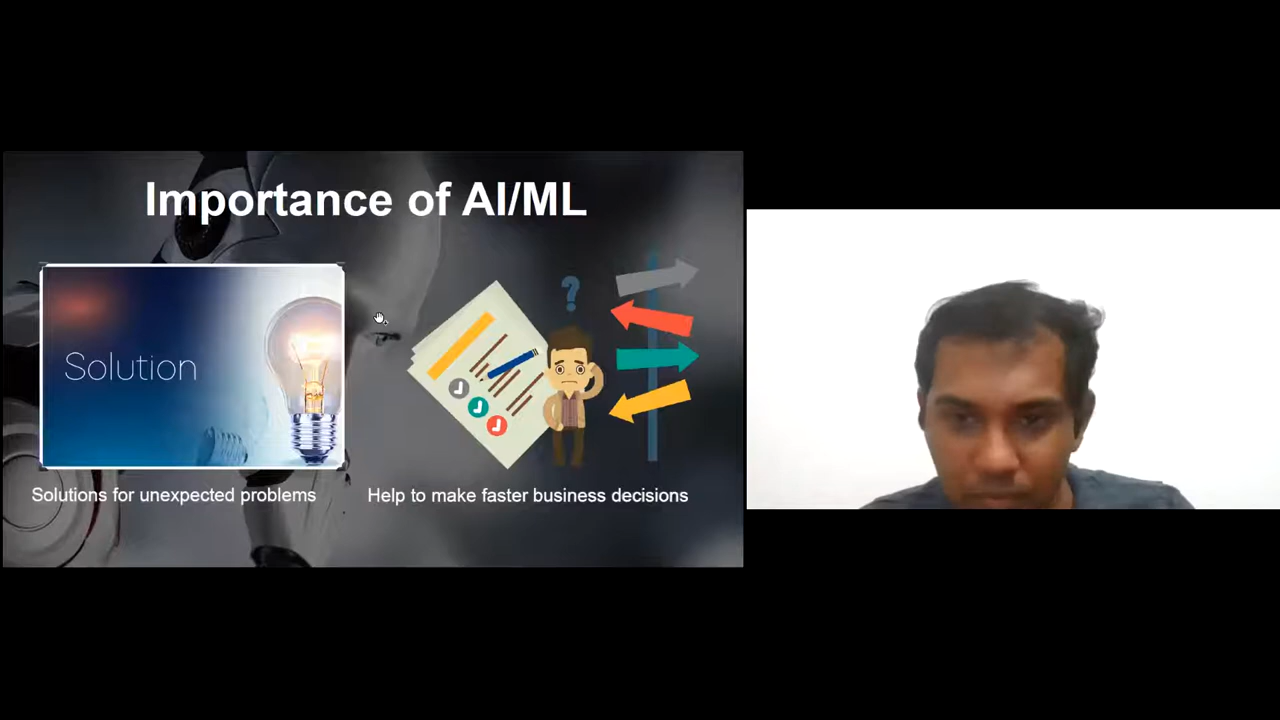 Importance of AI/ML
Solution
?
Solutions for unexpected problems
Help to make faster business decisions